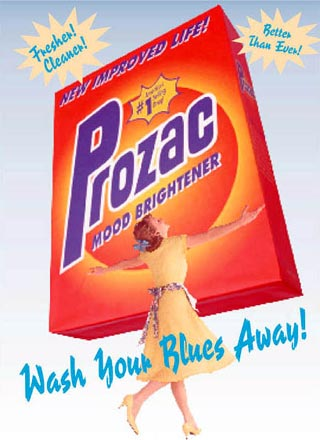 Fresher!
Cleaner!
Better
Than Ever!
NEW IMPROVED LIFE!
#1
Prozac
MOOD BRIGHTENER
Wash Your Blues Away!